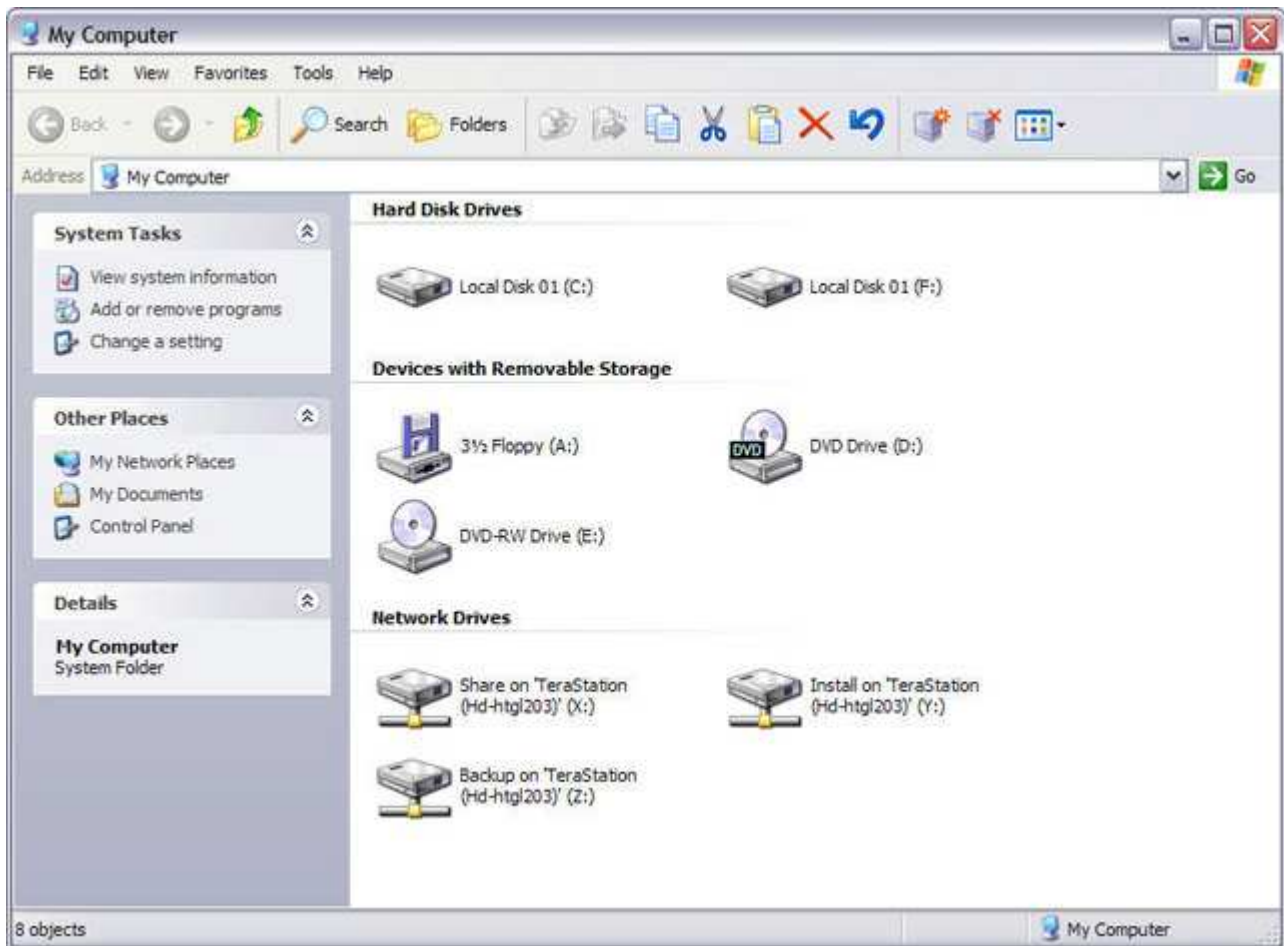 My Computer
File Edit View Favorites Tools Help
Back Search Folders
Address My Computer Go
System Tasks
View system information
Add or remove programs
Change a setting
Other Places
My Network Places
My Documents
Control Panel
Details
My Computer
System Folder
Hard Disk Drives
Local Disk 01 (C:) Local Disk 01 (F:)
Devices with Removable Storage
3½ Floppy (A:) DVD DVD Drive (D:)
DVD-RW Drive (E:)
Network Drives
Share on 'TeraStation
(Hd-htgl203)' (X:)
Install on 'TeraStation
(Hd-htgl203)' (Y:)
Backup on 'TeraStation
(Hd-htgl203)' (Z:)
8 objects My Computer